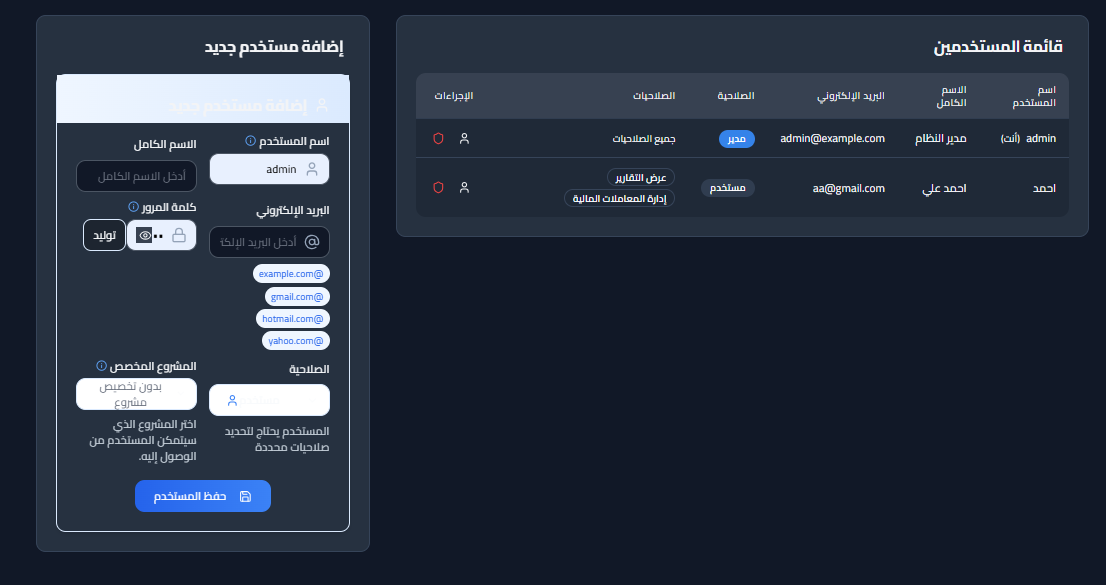 قائمة المستخدمين
اسم المستخدم
الاسم الكامل
البريد الإلكتروني
الصلاحية
الصلاحيات
الإجراءات
admin (أنت)
مدير النظام
admin@example.com
مدير
جميع الصلاحيات
احمد
احمد علي
aa@gmail.com
مستخدم
عرض التقارير
إدارة المعاملات المالية
إضافة مستخدم جديد
إضافة مستخدم جديد
اسم المستخدم
admin
الاسم الكامل
أدخل الاسم الكامل
البريد الإلكتروني
أدخل البريد الإلكت
@example.com
@gmail.com
@hotmail.com
@yahoo.com
كلمة المرور
توليد
الصلاحية
المستخدم يحتاج لتحديد
صلاحيات محددة
المشروع المخصص
بدون تخصيص
مشروع
اختر المشروع الذي
سيتمكن المستخدم من
الوصول إليه.
حفظ المستخدم